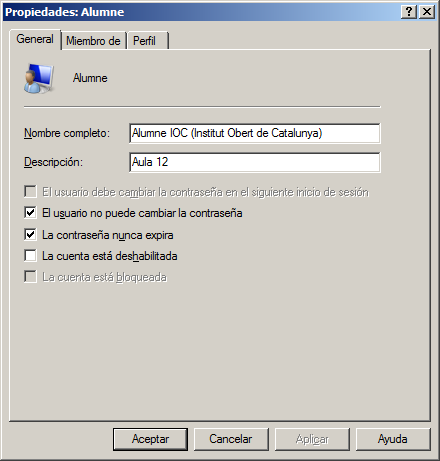 Propiedades: Alumne
General
Miembro de
Perfil
Alumne
Nombre completo:
Alumne IOC (Institut Obert de Catalunya)
Descripción:
Aula 12
El usuario debe cambiar la contraseña en el siguiente inicio de sesión
El usuario no puede cambiar la contraseña
La contraseña nunca expira
La cuenta está deshabilitada
La cuenta está bloqueada
Aceptar
Cancelar
Aplicar
Ayuda